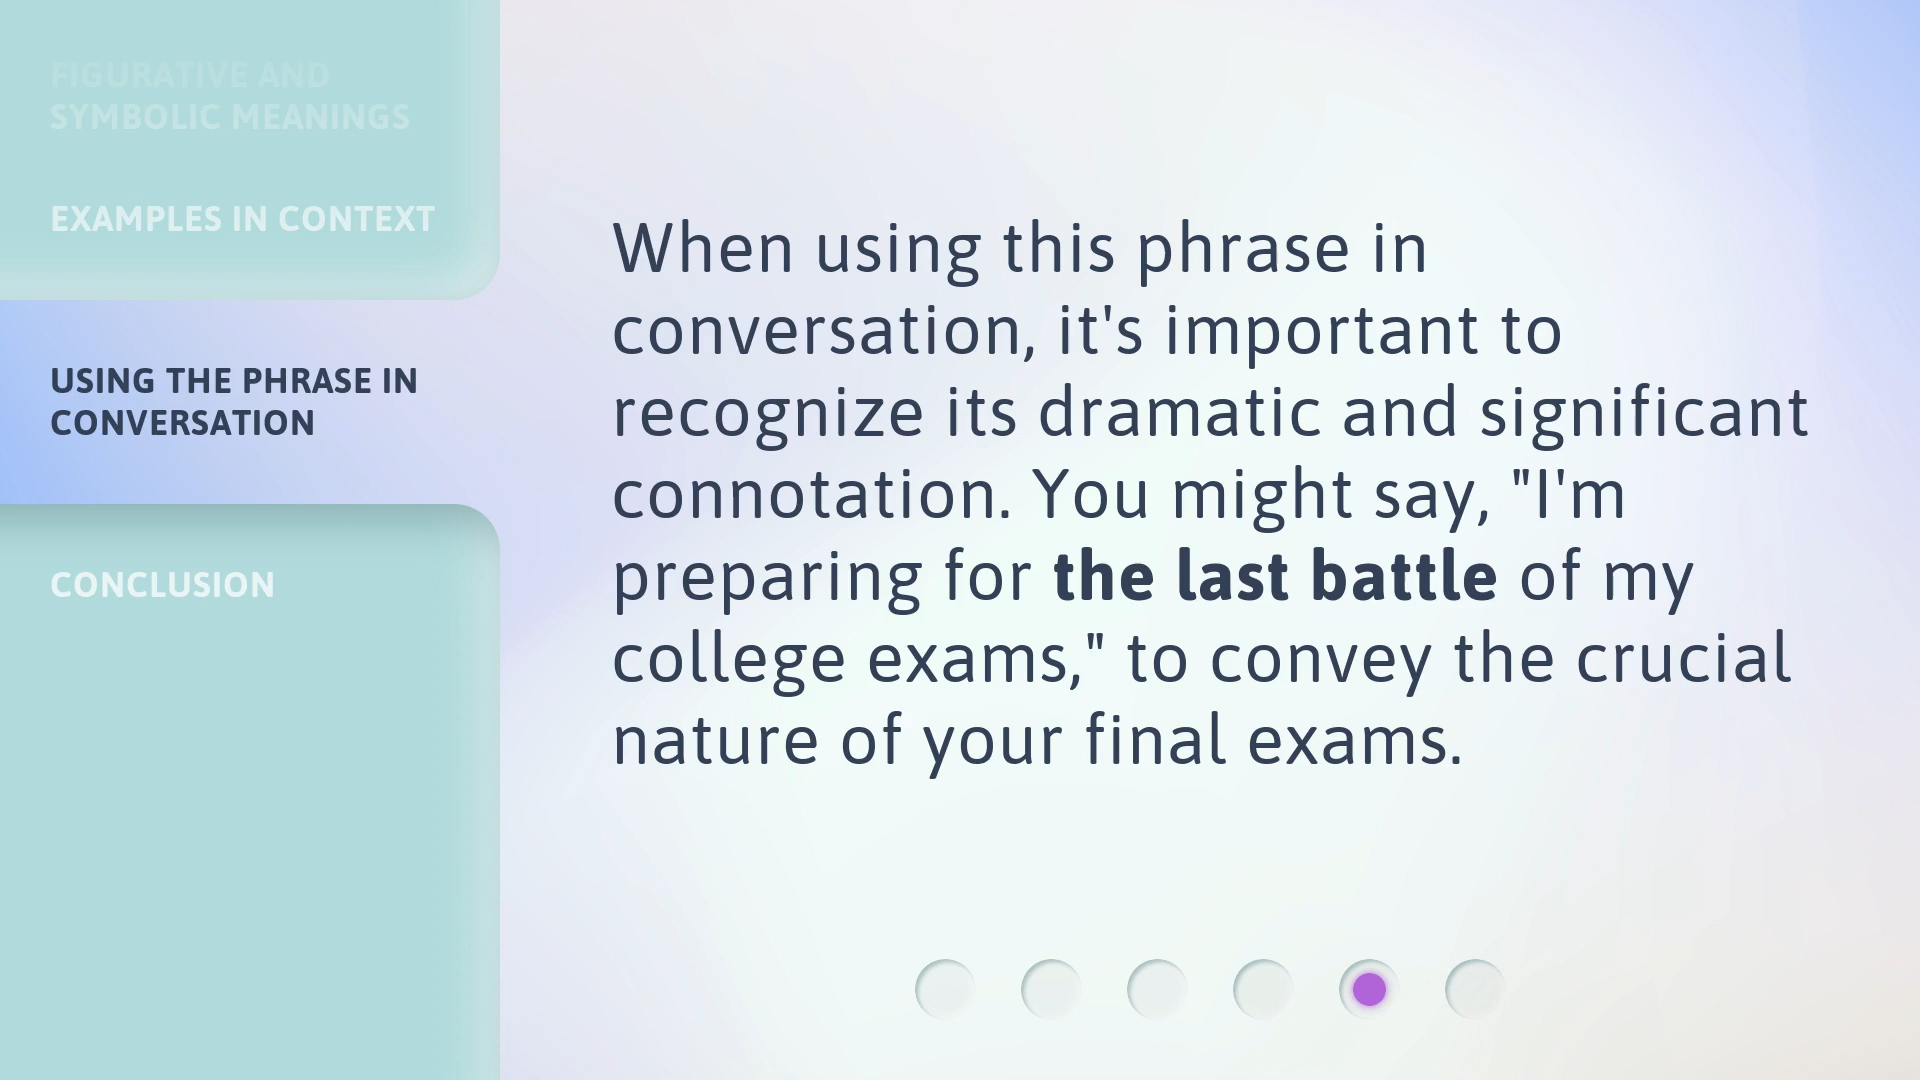 FIGURATIVE AND
SYMBOLIC MEANINGS
EXAMPLES IN CONTEXT
USING THE PHRASE IN
CONVERSATION
CONCLUSION
When using this phrase in
conversation, it's important to
recognize its dramatic and significant
connotation. You might say, "I'm
preparing for the last battle of my
college exams," to convey the crucial
nature of your final exams.